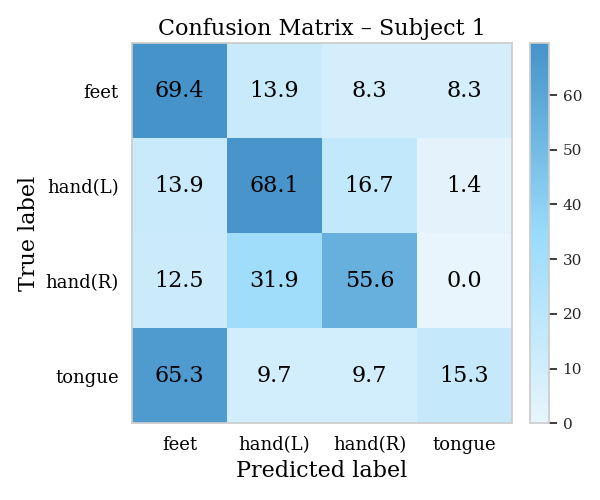 Confusion Matrix – Subject 1
feet 69.4 13.9 8.3 8.3
hand(L) 13.9 68.1 16.7 1.4
hand(R) 12.5 31.9 55.6 0.0
tongue 65.3 9.7 9.7 15.3
feet hand(L) hand(R) tongue
Predicted label
True label
60
50
40
30
20
10
0